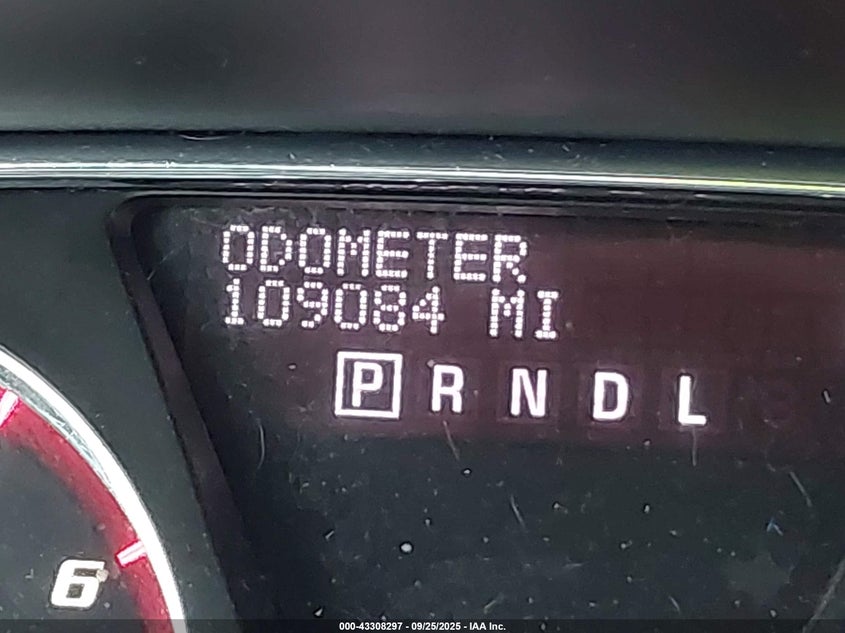 ODOMETER
109084 MI
P R N D L
6
000-43308297 - 09/25/2025 - IAA Inc.